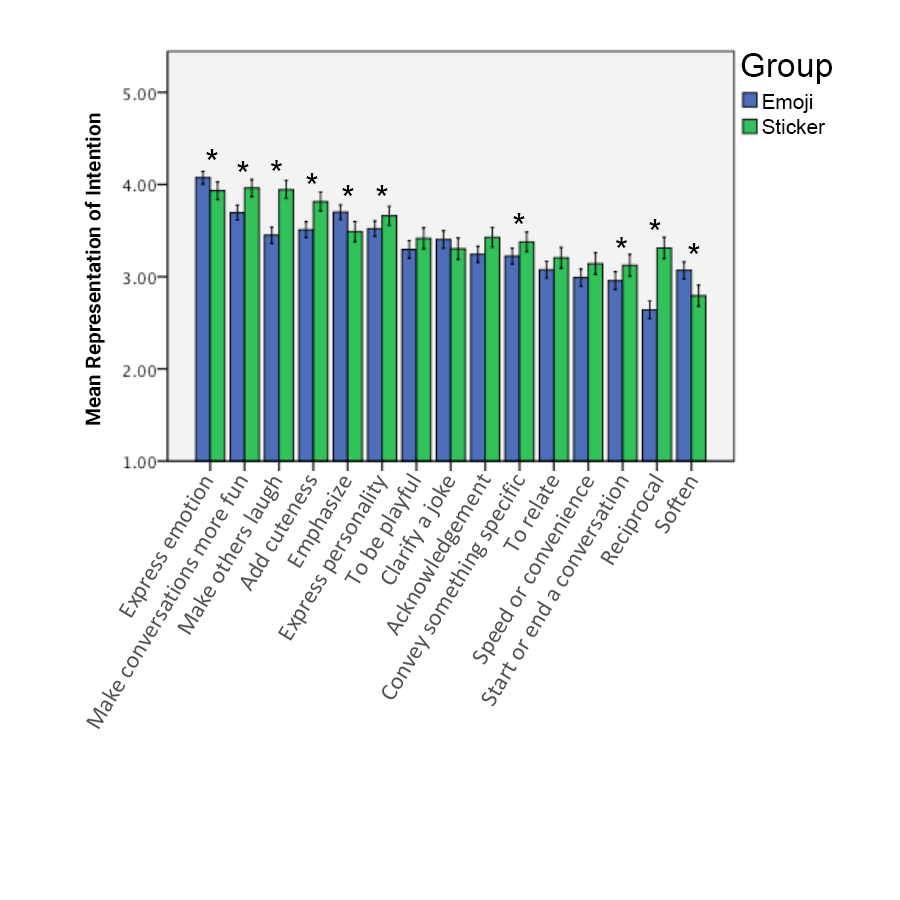 Group
Emoji
Sticker
Mean Representation of Intention
5.00
4.00
3.00
2.00
1.00
* * * * * * * * * *
Express emotion
Make conversations more fun
Make others laugh
Add cuteness
Emphasize
Express personality
To be playful
Clarify a joke
Acknowledgement
Convey something specific
To relate
Speed or convenience
Start or end a conversation
Reciprocal
Soften